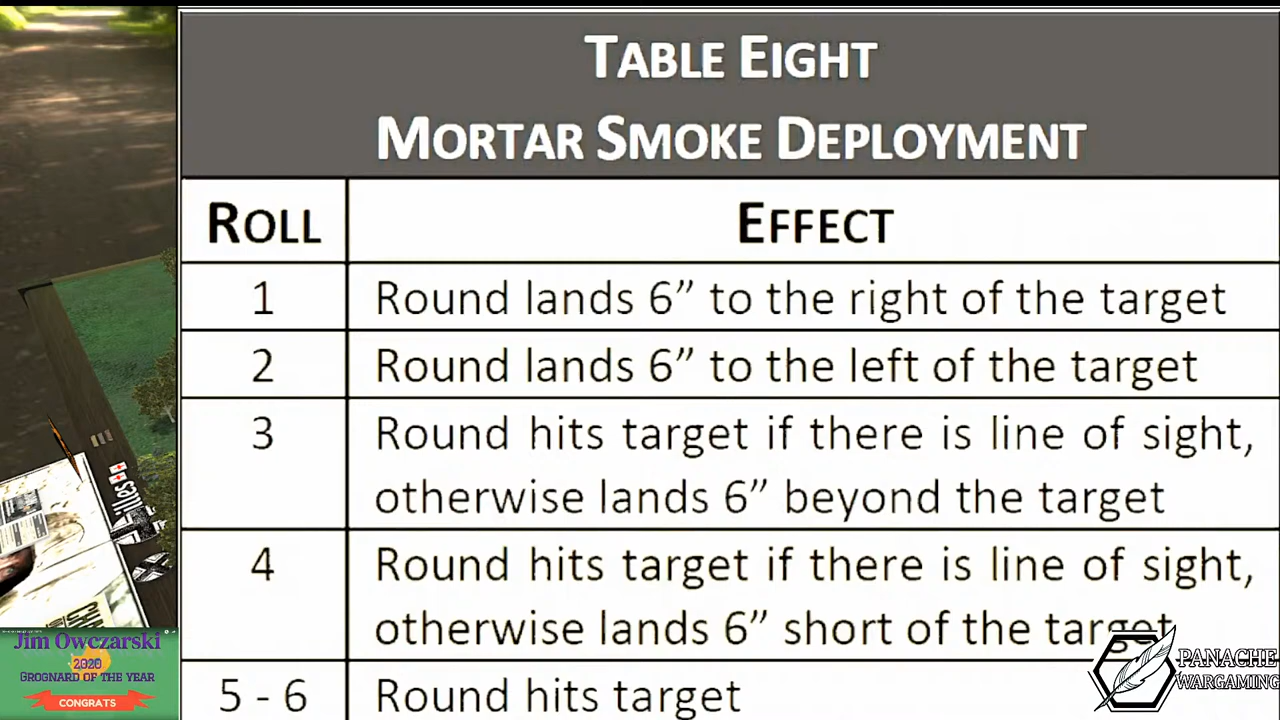 TABLE EIGHT
MORTAR SMOKE DEPLOYMENT
ROLL EFFECT
1 Round lands 6” to the right of the target
2 Round lands 6” to the left of the target
3 Round hits target if there is line of sight,
otherwise lands 6” beyond the target
4 Round hits target if there is line of sight,
otherwise lands 6” short of the target
5 - 6 Round hits target
Jim Owczarski
2020
GROGNARD OF THE YEAR
CONGRATS
PANACHE
WARGAMING